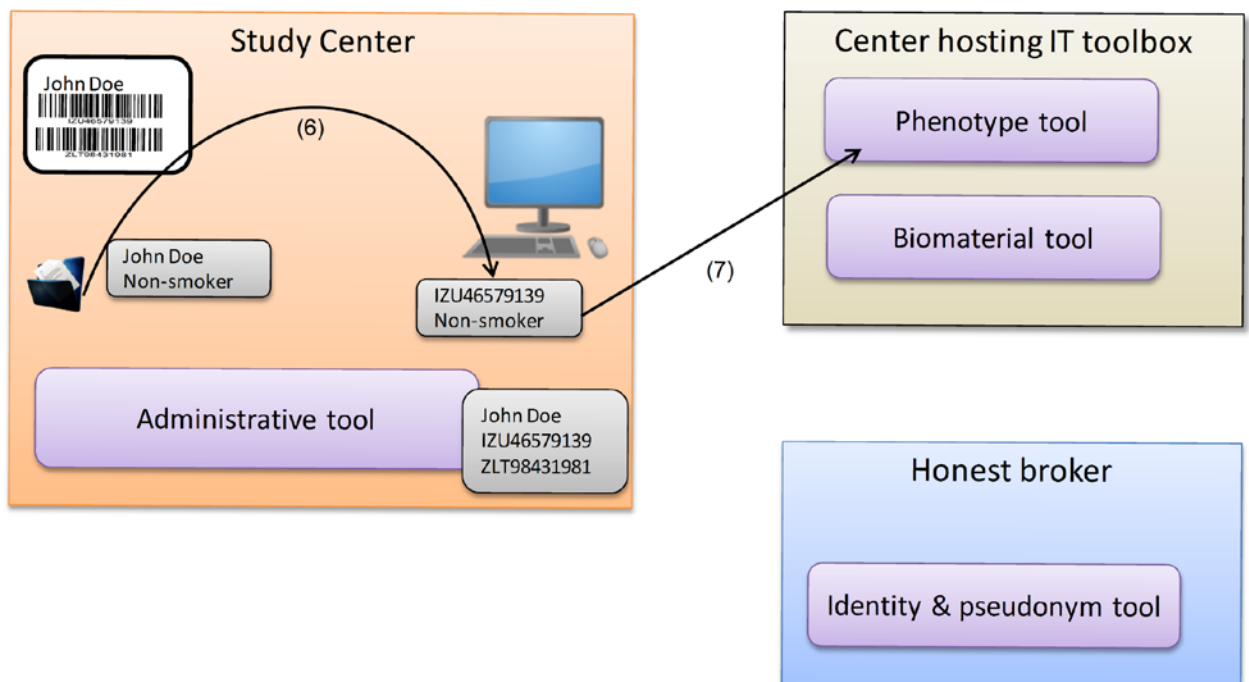 Study Center
John Doe
IZU46579139
ZLT98431981
(6)
John Doe
Non-smoker
IZU46579139
Non-smoker
Administrative tool
John Doe
IZU46579139
ZLT98431981
(7)
Center hosting IT toolbox
Phenotype tool
Biomaterial tool
Honest broker
Identity & pseudonym tool